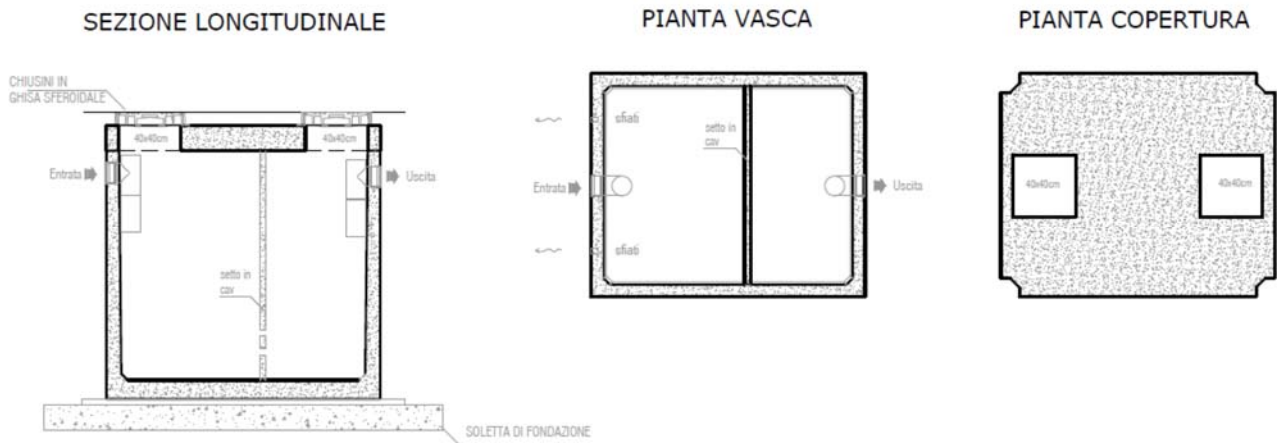 SEZIONE LONGITUDINALE
PIANTA VASCA
PIANTA COPERTURA
CHIUSINI IN
GHISA SFEROIDALE
40x40cm
40x40cm
Entrata
Uscita
setto in
cav
SOLETTA DI FONDAZIONE
sfiati
setto in
cav
Entrata
Uscita
sfiati
40x40cm
40x40cm